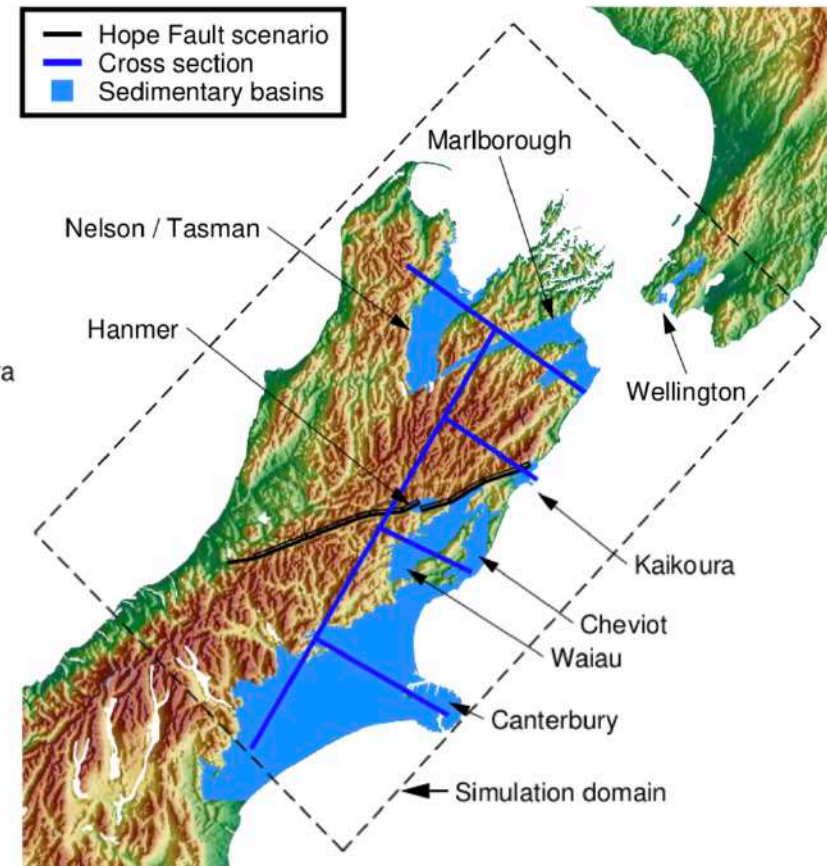 Hope Fault scenario
Cross section
Sedimentary basins
Marlborough
Nelson / Tasman
Hanmer
a
Wellington
Kaikoura
Cheviot
Waiau
Canterbury
Simulation domain